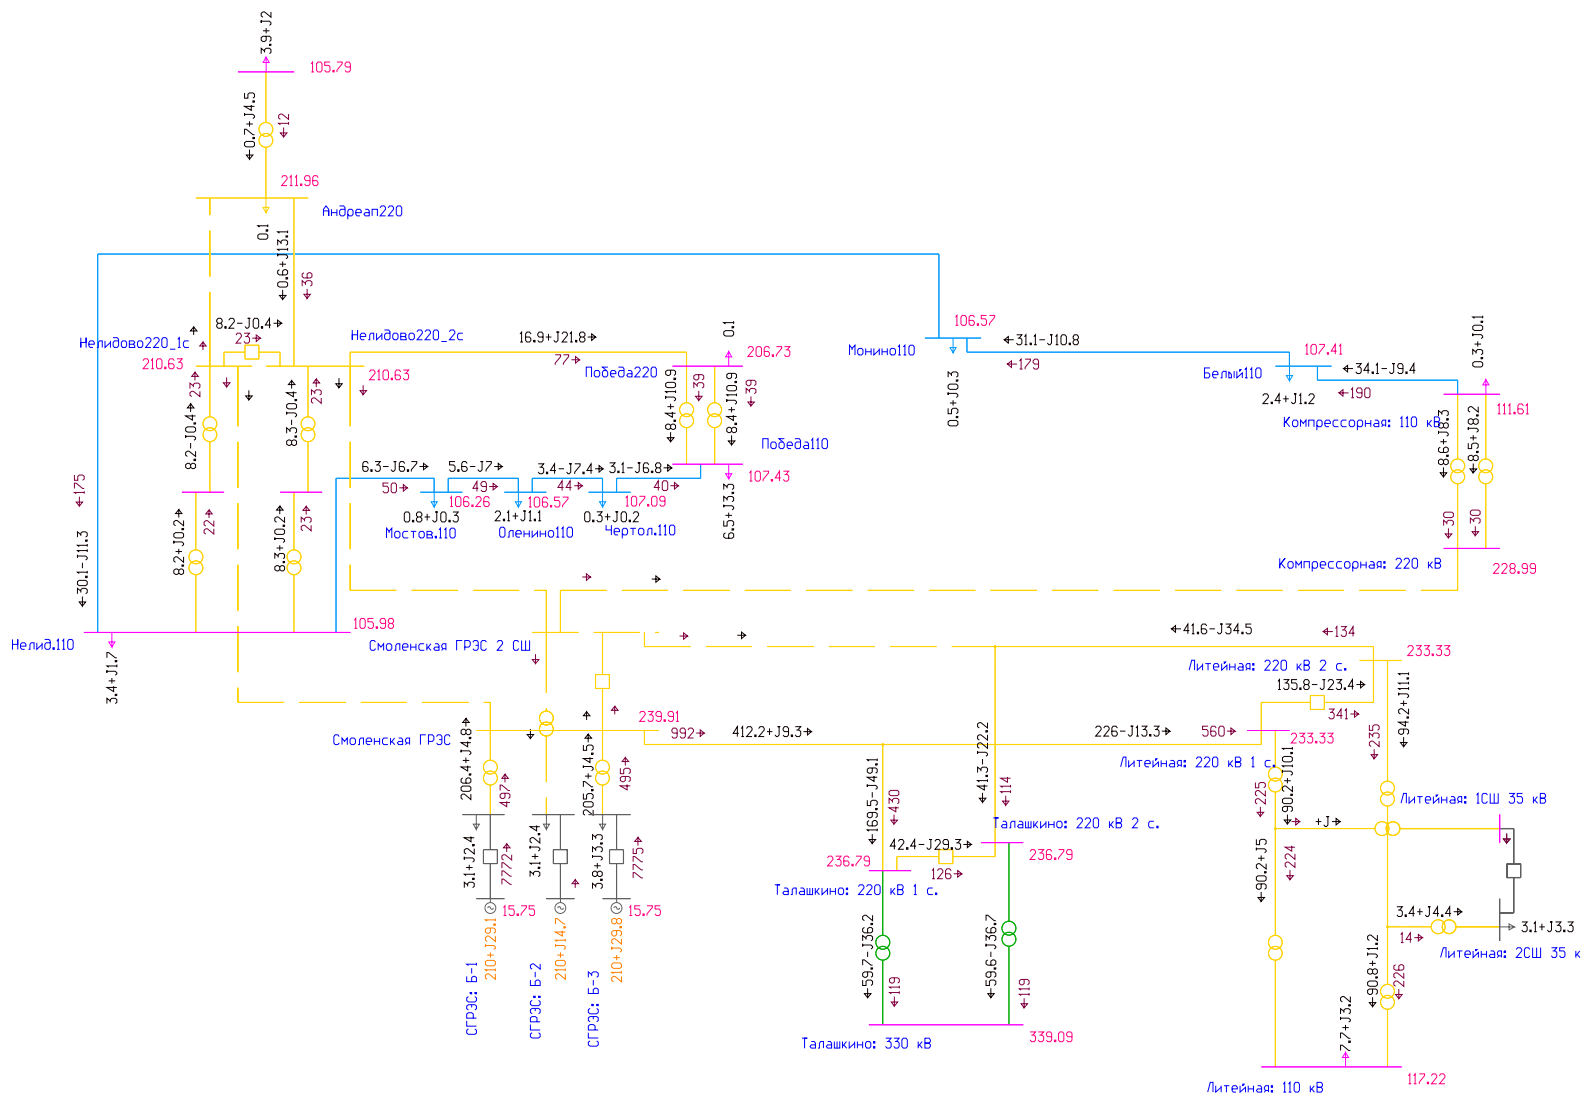 3.9+J2
105.79
0.7+J4.5
12
211.96
Андреап220
0.1
0.6+J13.1
36
8.2-J0.4
23
Нелидово220_1с
Нелидово220_2с
210.63
210.63
16.9+J21.8
77
0.1
206.73
Победа220
23
8.2-J0.4
8.3-J0.4
23
8.4+J10.9
39
8.4+J10.9
39
Победа110
107.43
6.5+J3.3
Монино110
106.57
31.1-J10.8
179
0.5+J0.3
107.41
Белый110
2.4+J1.2
34.1-J9.4
190
0.3+J0.1
111.61
Компрессорная: 110 кВ
8.6+J8.3
8.5+J8.2
30
30
Компрессорная: 220 кВ
228.99
175
30.1-J11.3
6.3-J6.7
50
5.6-J7
49
3.4-J7.4
44
3.1-J6.8
40
106.26
106.57
107.09
0.8+J0.3
2.1+J1.1
0.3+J0.2
Мостов.110
Оленино110
Чертол.110
22
8.2+J0.2
8.3+J0.2
23
105.98
Нелид.110
3.4+J1.7
Смоленская ГРЭС 2 СШ
41.6-J34.5
134
233.33
Литейная: 220 кВ 2 с.
135.8-J23.4
341
94.2+J11.1
235
239.91
Смоленская ГРЭС
992
412.2+J9.3
226-J13.3
560
233.33
Литейная: 220 кВ 1 с.
206.4+J4.8
497
205.7+J4.5
495
169.5-J49.1
430
41.3-J22.2
114
90.2+J10.1
225
Литейная: 1СШ 35 кВ
+J
Талашкино: 220 кВ 2 с.
236.79
42.4-J29.3
126
236.79
Талашкино: 220 кВ 1 с.
3.1+J2.4
7772
3.1+J2.4
3.8+J3.3
7775
90.2+J5
224
15.75
15.75
210+J29.1
210+J14.7
210+J29.8
СГРЭС: Б-1
СГРЭС: Б-2
СГРЭС: Б-3
59.7-J36.2
119
59.6-J36.7
119
3.4+J4.4
14
3.1+J3.3
Литейная: 2СШ 35 к
90.8+J1.2
226
339.09
Талашкино: 330 кВ
7.7+J3.2
117.22
Литейная: 110 кВ